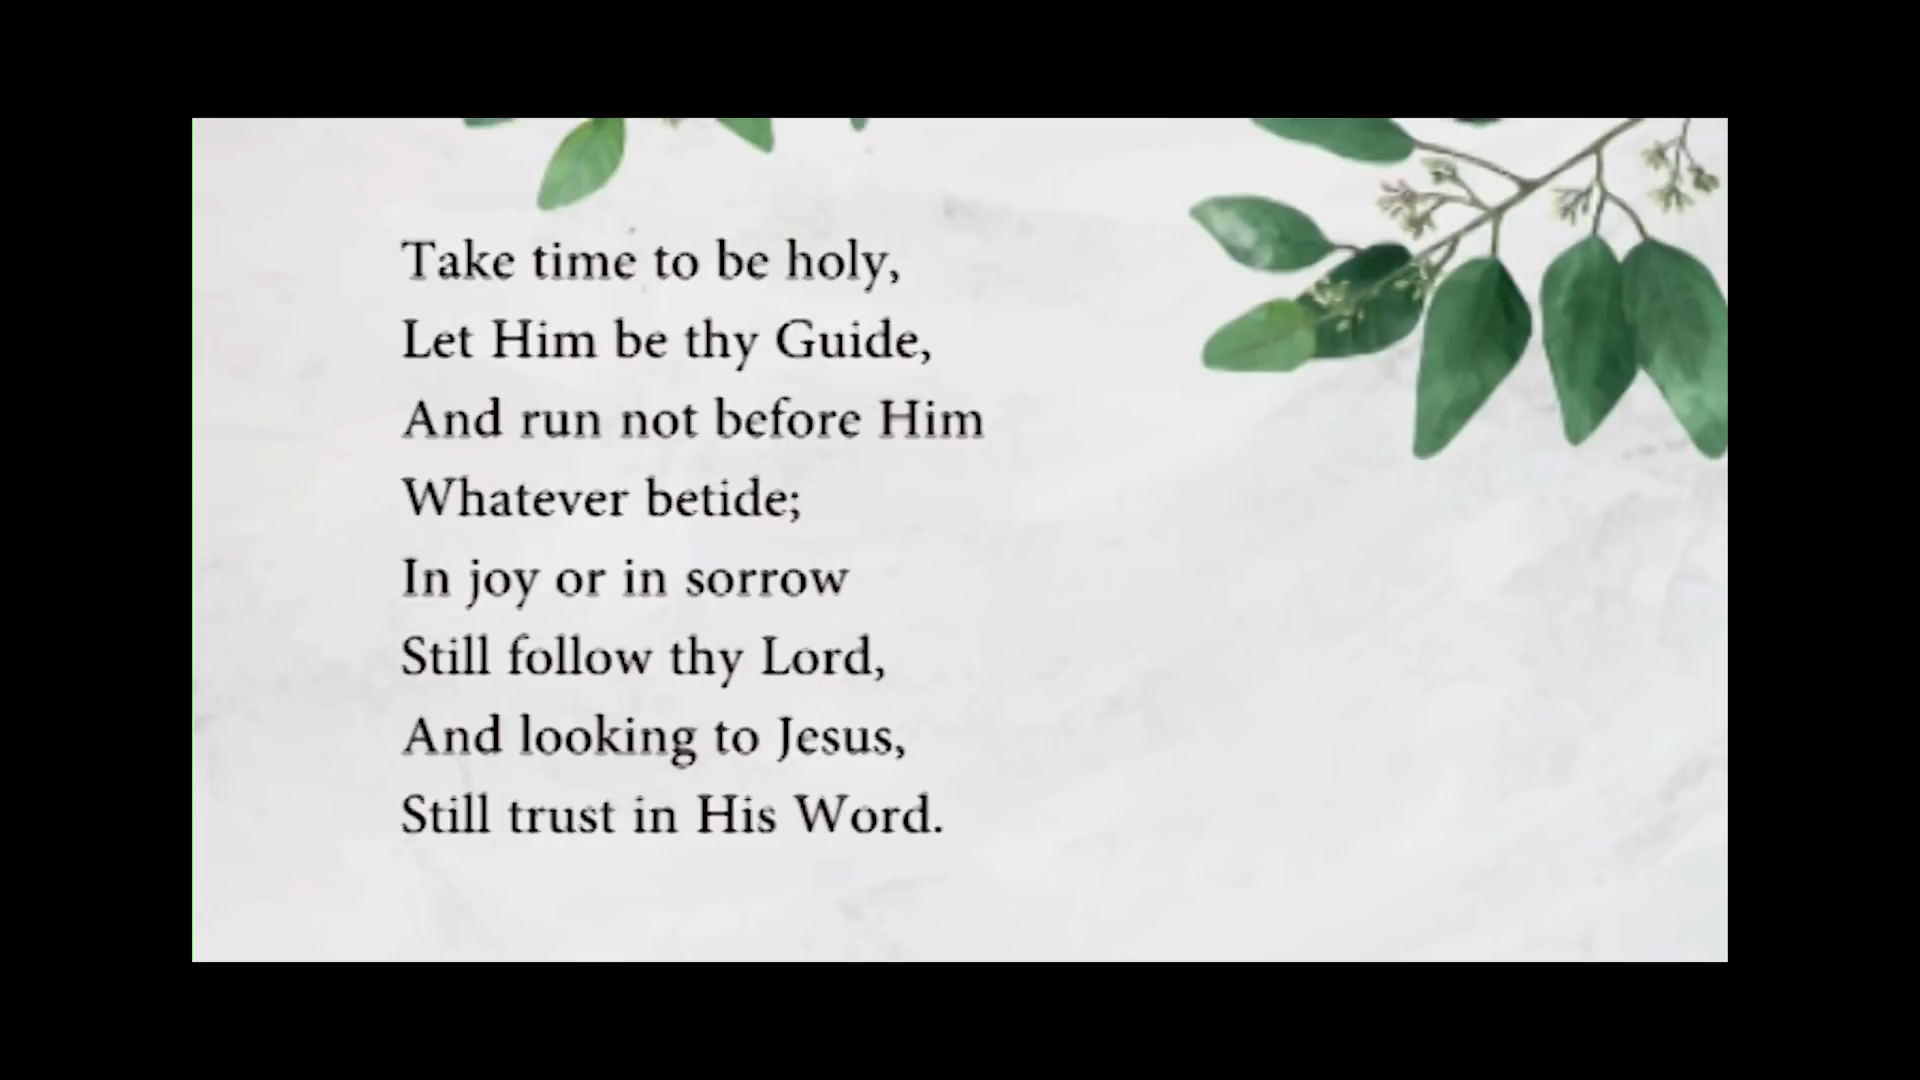 Take time to be holy,
Let Him be thy Guide,
And run not before Him
Whatever betide;
In joy or in sorrow
Still follow thy Lord,
And looking to Jesus,
Still trust in His Word.